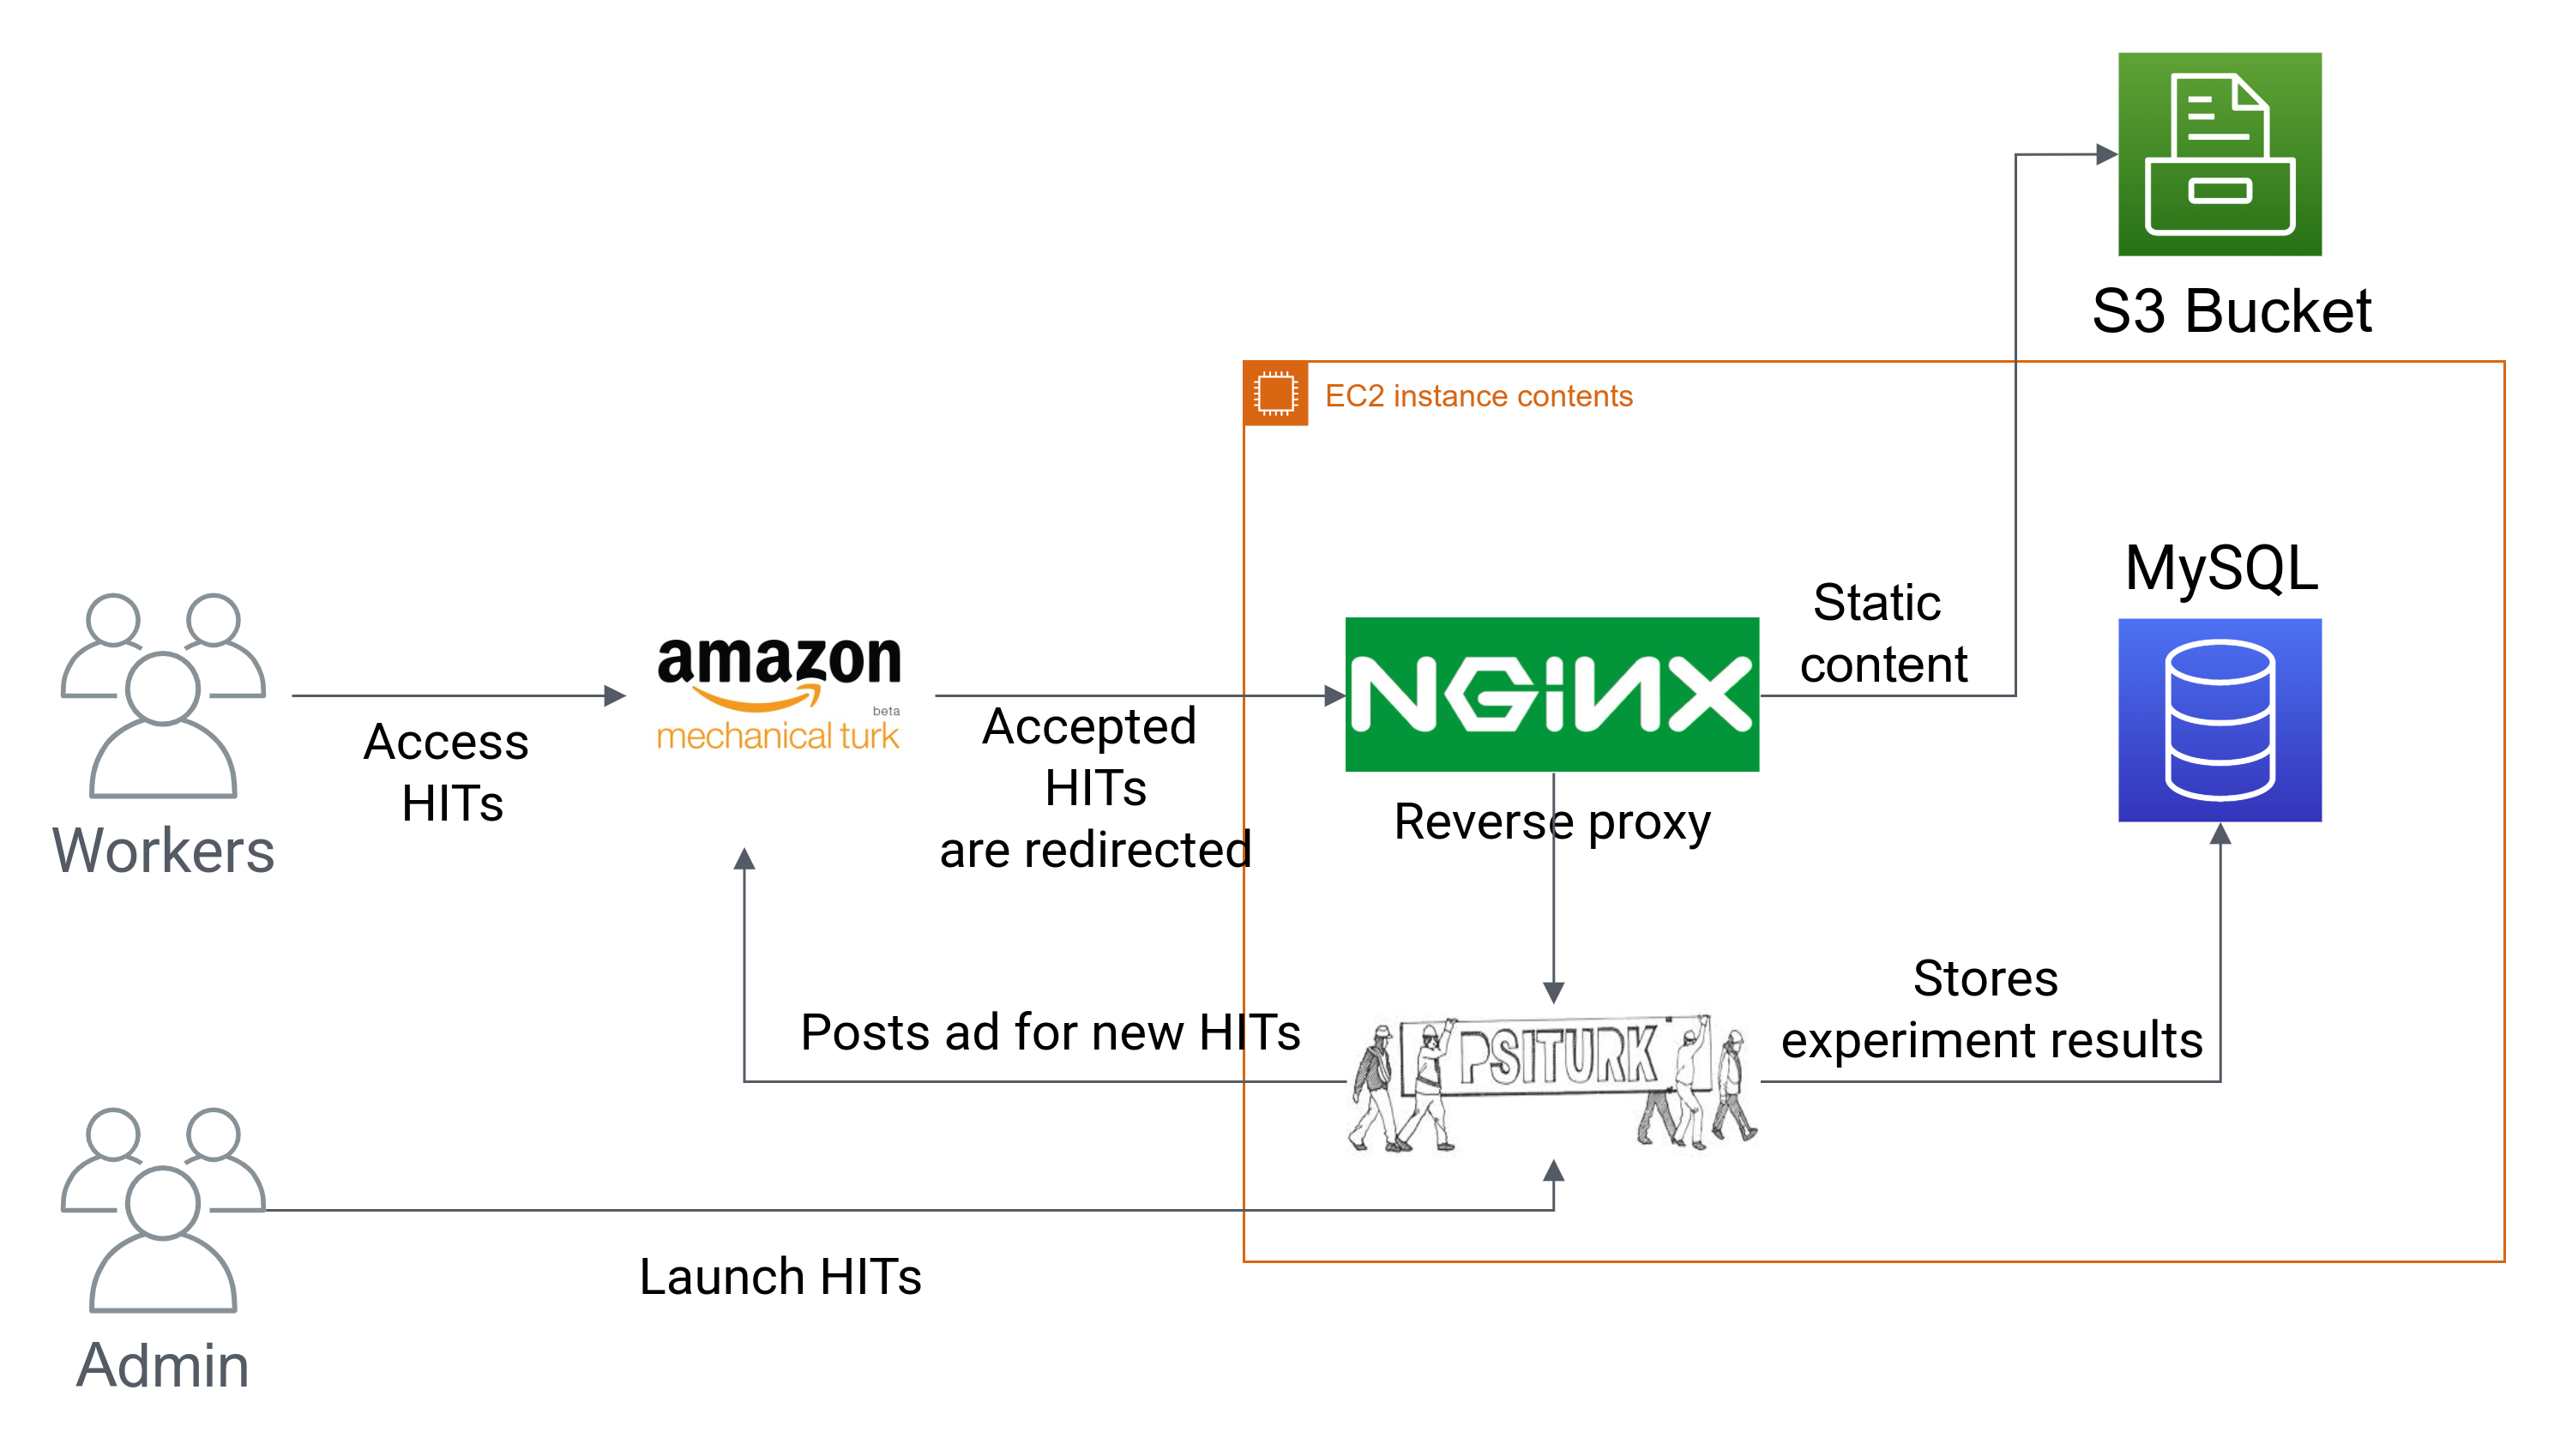 S3 Bucket
EC2 instance contents
MySQL
Static
content
NGiNX
amazon
beta
mechanical turk
Access
HITs
Accepted
HITs
are redirected
Workers
Reverse proxy
Posts ad for new HITs
PSITURK
Stores
experiment results
Launch HITs
Admin